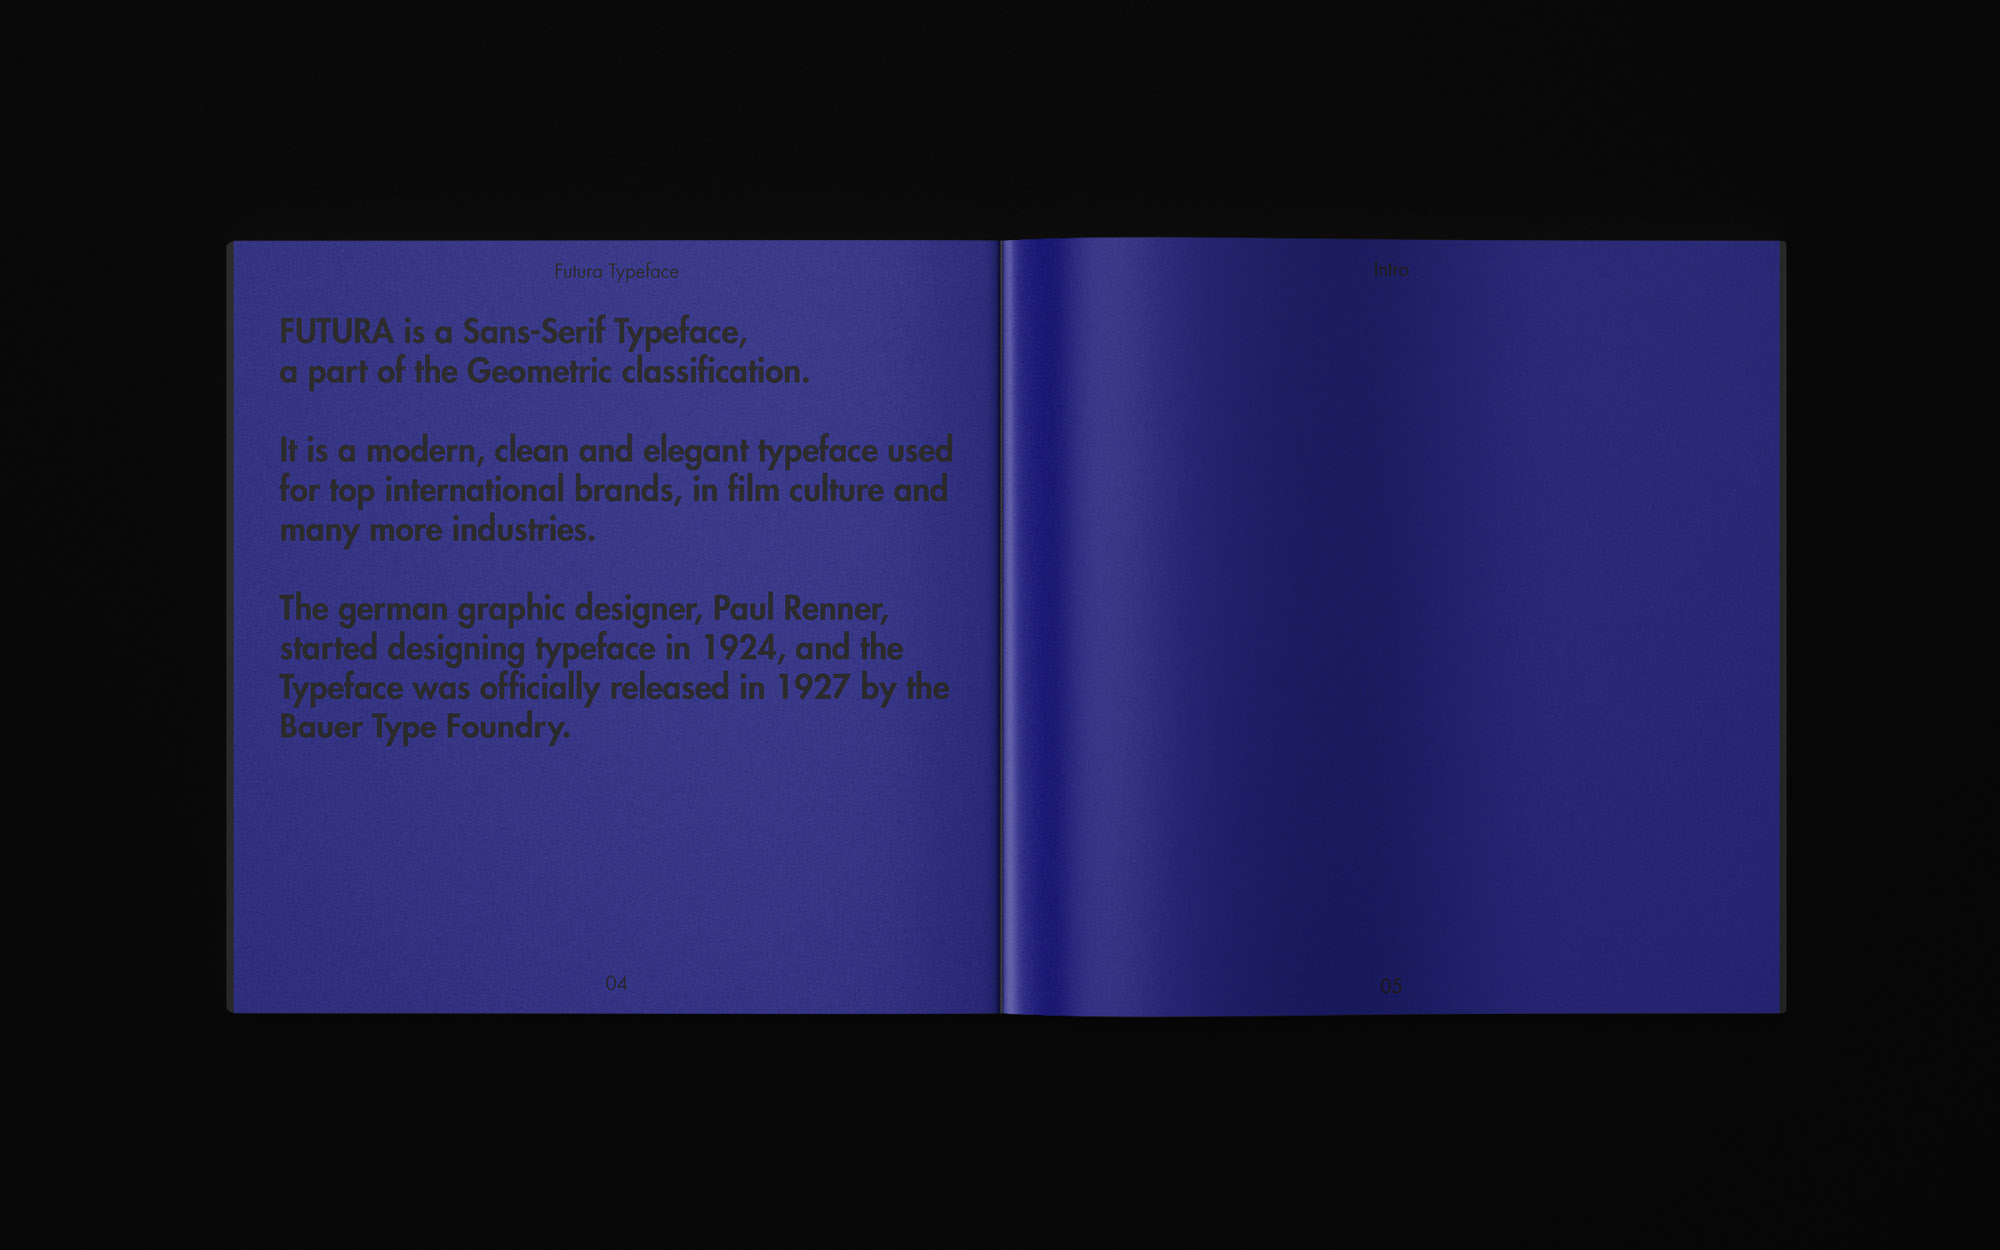 Futura Typeface
FUTURA is a Sans-Serif Typeface,
a part of the Geometric classification.
It is a modern, clean and elegant typeface used
for top international brands, in film culture and
many more industries.
The german graphic designer, Paul Renner,
started designing typeface in 1924, and the
Typeface was officially released in 1927 by the
Bauer Type Foundry.
04
Intro
05